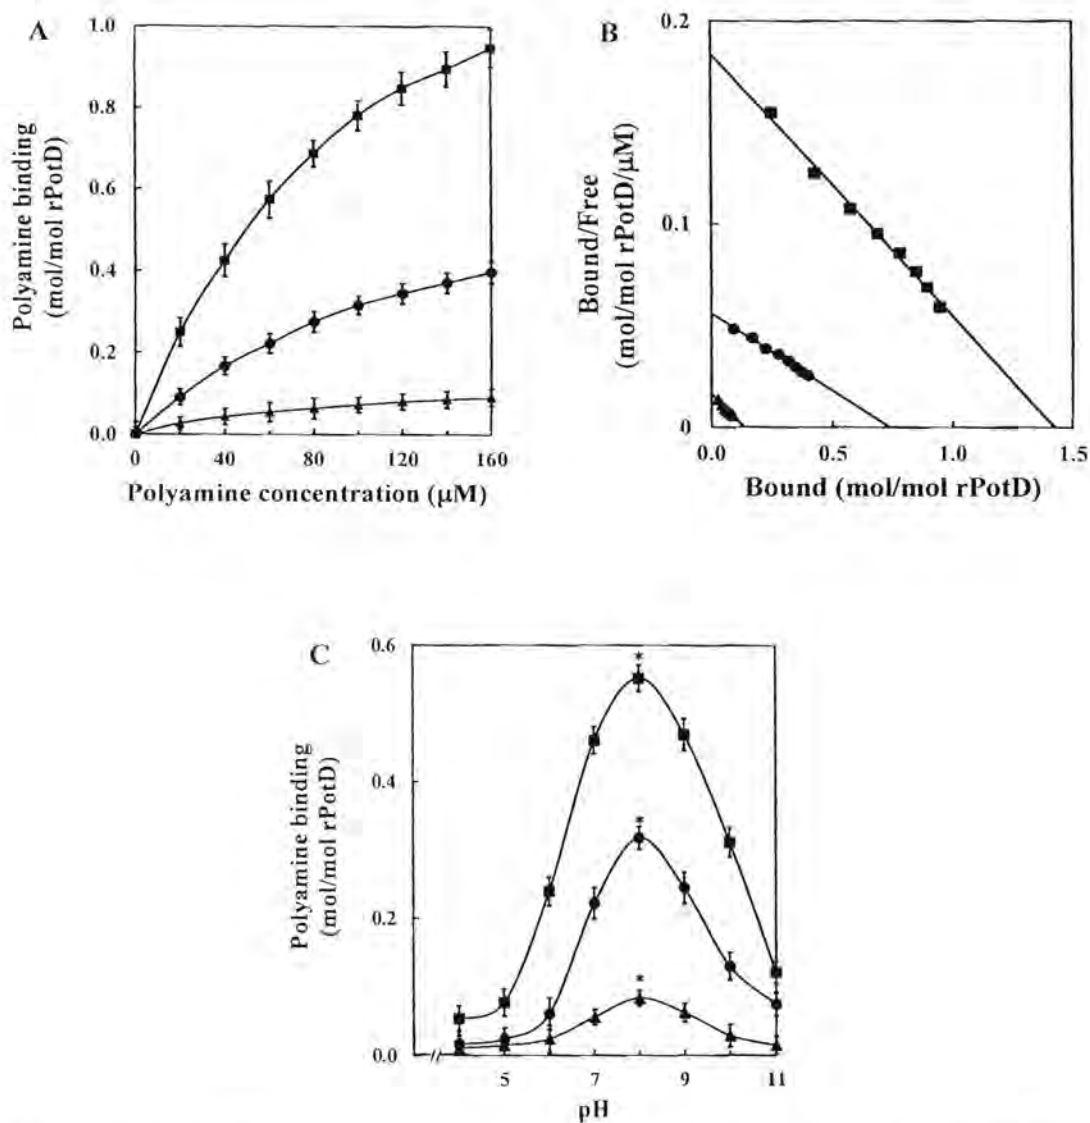 A
Polyamine binding
(mol/mol rPotD)
1.0
0.8
0.6
0.4
0.2
0.0
0
40
80
120
160
Polyamine concentration (μM)
B
Bound/Free
(mol/mol rPotD/μM)
0.2
0.1
0
0.0
0.5
1.0
1.5
Bound (mol/mol rPotD)
C
Polyamine binding
(mol/mol rPotD)
0.6
0.4
0.2
0.0
*
*
*
5
7
9
11
pH